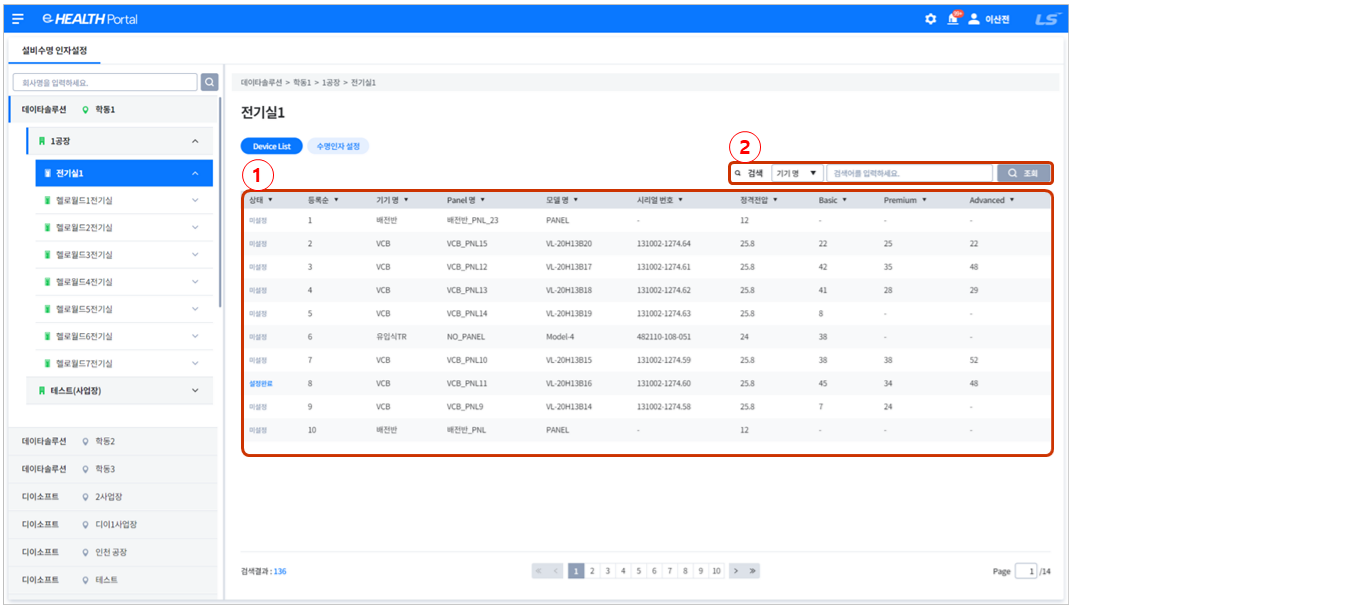 e-HEALTH Portal
99+
이산전
LS
설비수명 인자설정
회사명을 입력하세요.
데이타솔루션 학동1
1공장
전기실1
헬로월드1전기실
헬로월드2전기실
헬로월드3전기실
헬로월드4전기실
헬로월드5전기실
헬로월드6전기실
헬로월드7전기실
테스트(사업장)
데이타솔루션 학동2
데이타솔루션 학동3
디이소프트 2사업장
디이소프트 디이1사업장
디이소프트 인천 공장
디이소프트 테스트
데이타솔루션 > 학동1 > 1공장 > 전기실1
전기실1
Device List 수명인자 설정
2
검색 기기 명 ▼ 검색어를 입력하세요. 조회
1
상태 ▼ 등록순 ▼ 기기 명 ▼ Panel 명 ▼ 모델 명 ▼ 시리얼 번호 ▼ 정격전압 ▼ Basic ▼ Premium ▼ Advanced ▼
미설정 1 배전반 배전반_PNL_23 PANEL - 12 - - -
미설정 2 VCB VCB_PNL15 VL-20H13B20 131002-1274.64 25.8 22 25 22
미설정 3 VCB VCB_PNL12 VL-20H13B17 131002-1274.61 25.8 42 35 48
미설정 4 VCB VCB_PNL13 VL-20H13B18 131002-1274.62 25.8 41 28 29
미설정 5 VCB VCB_PNL14 VL-20H13B19 131002-1274.63 25.8 8 - -
미설정 6 유입식TR NO_PANEL Model-4 482110-108-051 24 38 - -
미설정 7 VCB VCB_PNL10 VL-20H13B15 131002-1274.59 25.8 38 38 52
설정완료 8 VCB VCB_PNL11 VL-20H13B16 131002-1274.60 25.8 45 34 48
미설정 9 VCB VCB_PNL9 VL-20H13B14 131002-1274.58 25.8 7 24 -
미설정 10 배전반 배전반_PNL PANEL - 12 - - -
검색결과 : 136
« < 1 2 3 4 5 6 7 8 9 10 > »
Page 1 /14